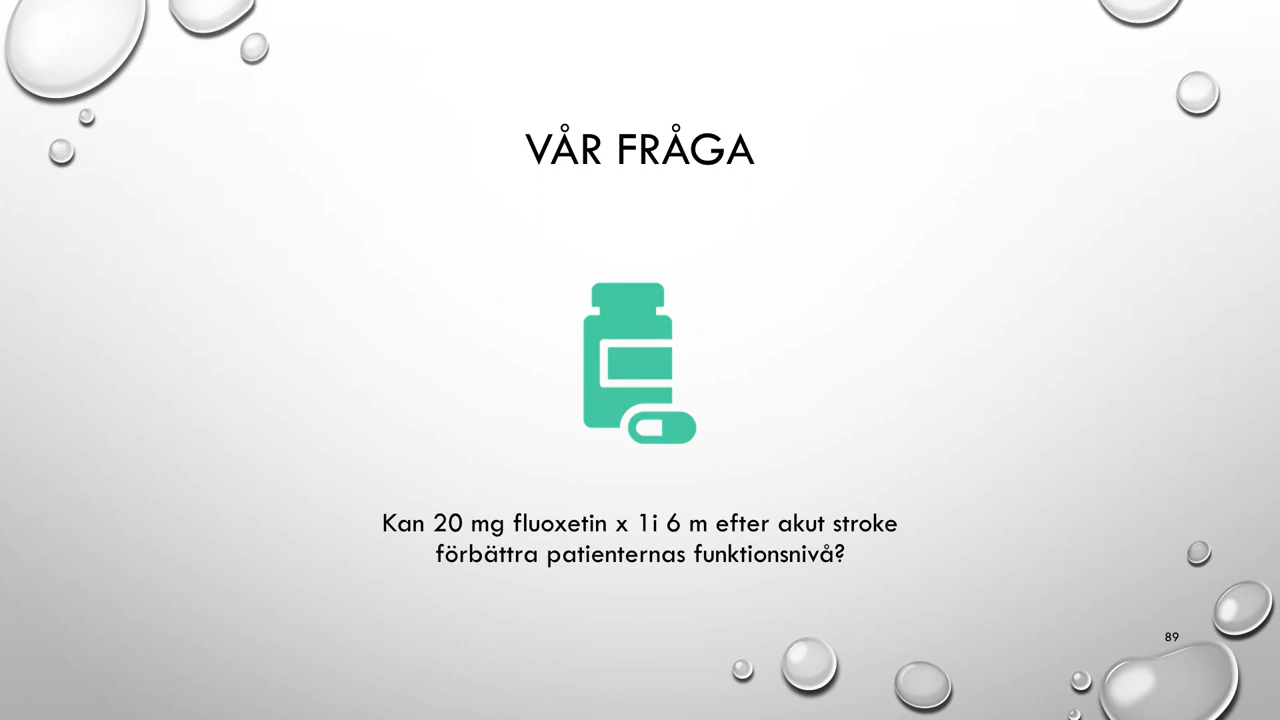 VÅR FRÅGA
Kan 20 mg fluoxetin x 1i 6 m efter akut stroke
förbättra patienternas funktionsnivå?
89